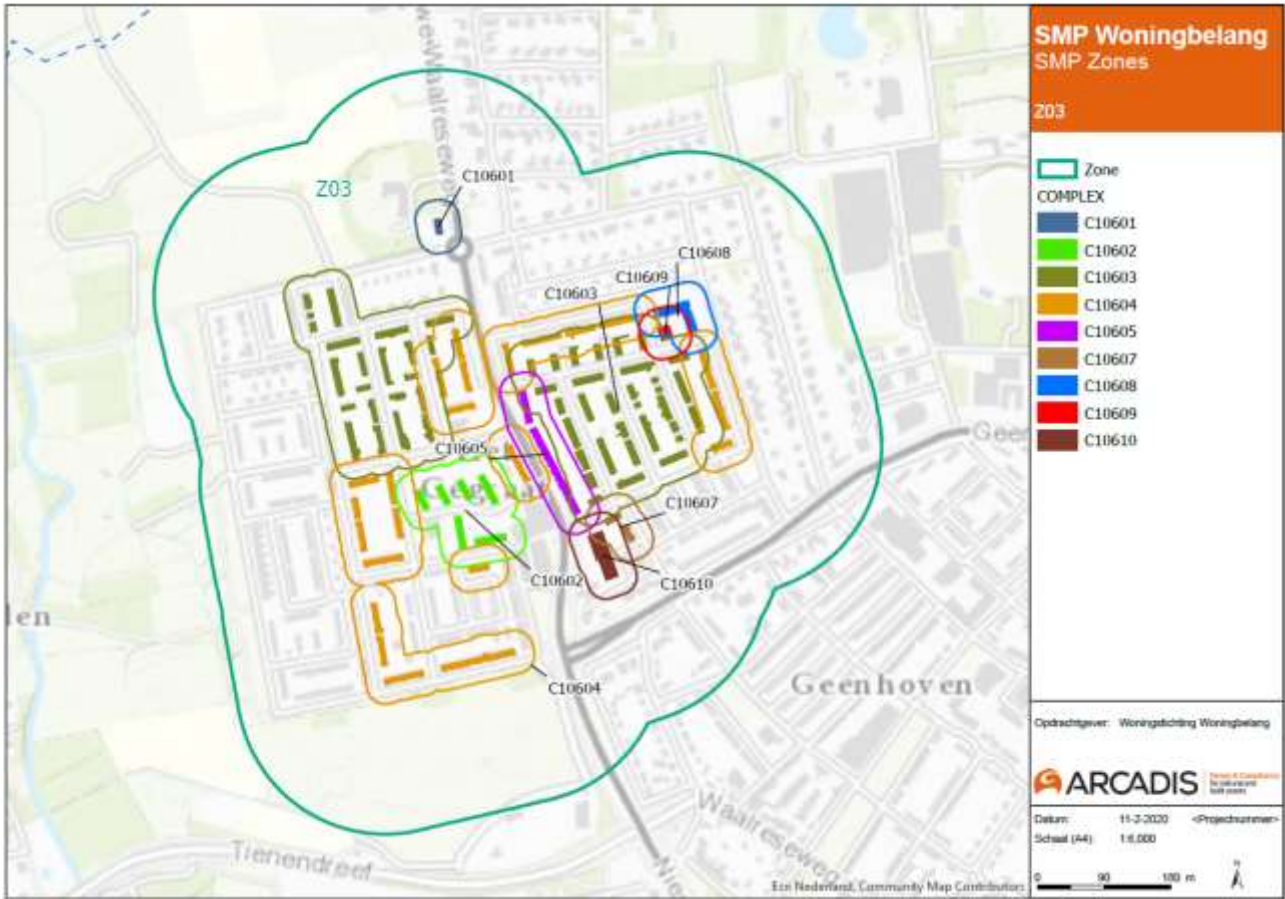 SMP Woningbelang
SMP Zones
Z03
Zone
COMPLEX
C10601
C10602
C10603
C10604
C10605
C10607
C10608
C10609
C10610
Opdrachtgever: Woningstichting Woningbelang
ARCADIS
Datum: 11-2-2020 <Projectnummer>
Schaal (A4): 1:6,000
0 90 180 m
N
Z03
C10601
C10608
C10609
C10603
C10605
C10607
C10602
C10610
C10604
Geenhoven
Waalreseweg
Tienendreef
Esri Nederland, Community Map Contributors